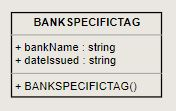 BANKSPECIFICTAG
+ bankName : string
+ dateIssued : string
+ BANKSPECIFICTAG()